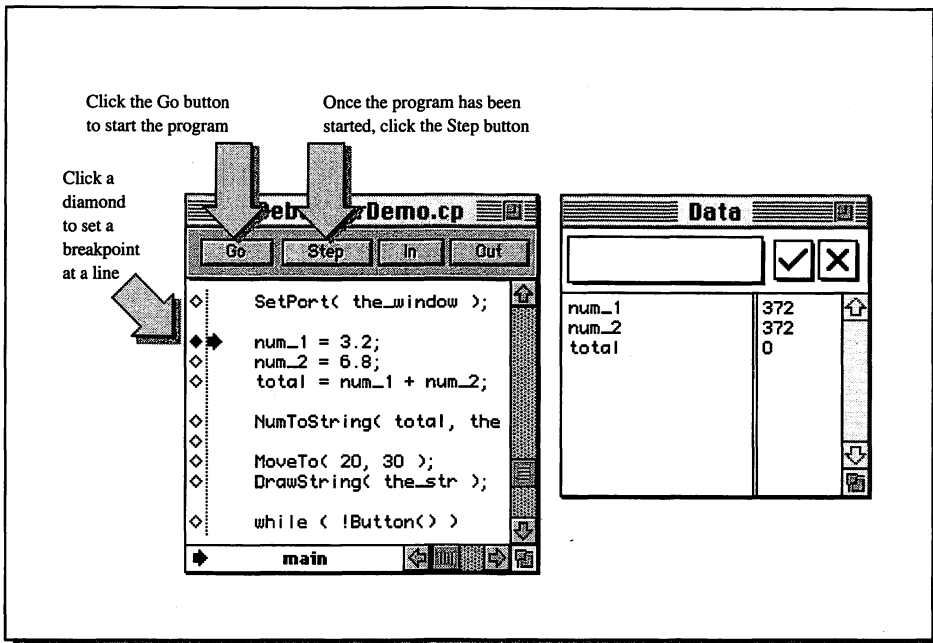 Click the Go button
to start the program
Once the program has been
started, click the Step button
Click a
diamond
to set a
breakpoint
at a line
Demo.cp
Go
Step
In
Out
SetPort( the_window );
num_1 = 3.2;
num_2 = 6.8;
total = num_1 + num_2;
NumToString( total, the
MoveTo( 20, 30 );
DrawString( the_str );
while ( !Button() )
main
Data
num_1 372
num_2 372
total 0